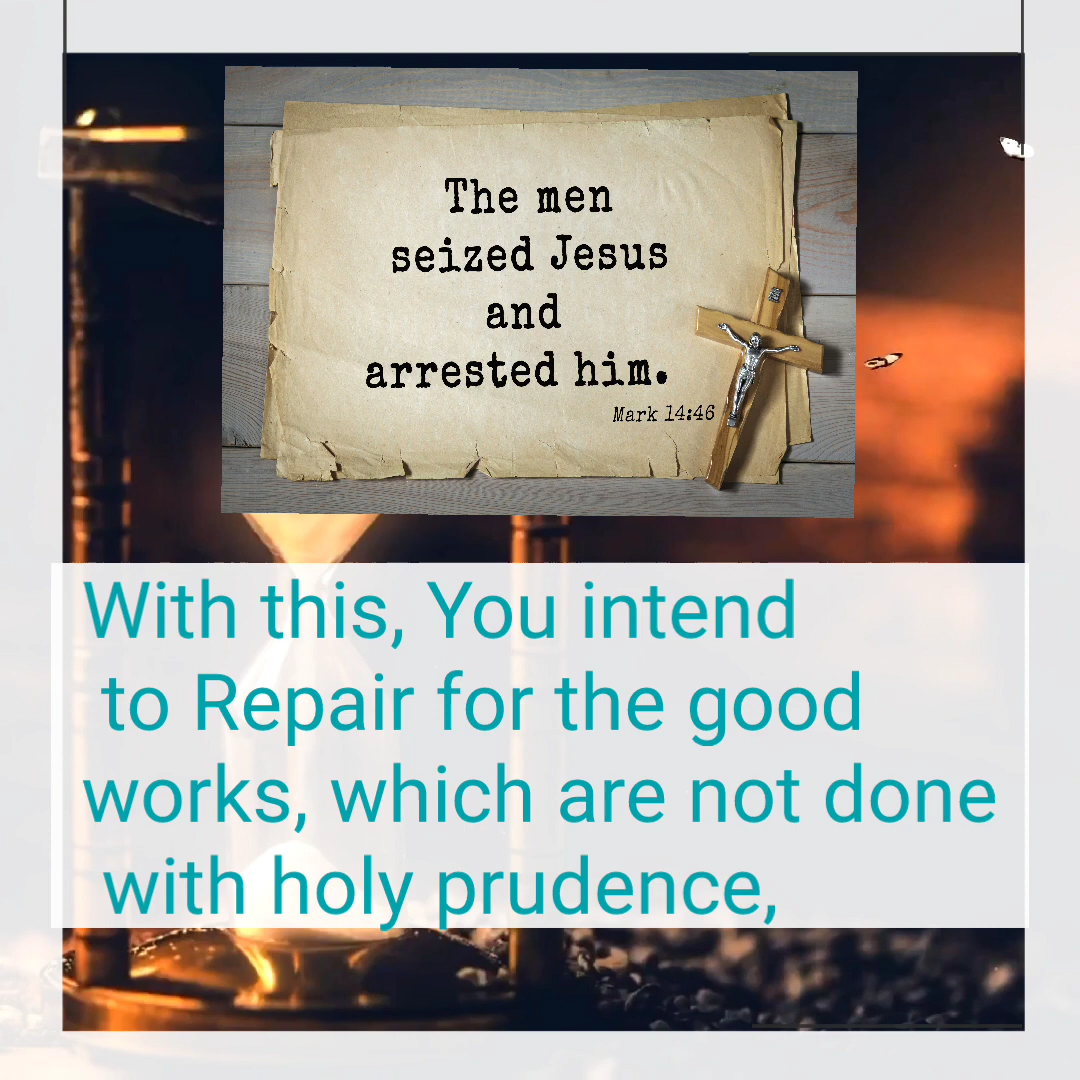 The men
seized Jesus
and
arrested him.
Mark 14:46
With this, You intend
to Repair for the good
works, which are not done
with holy prudence,